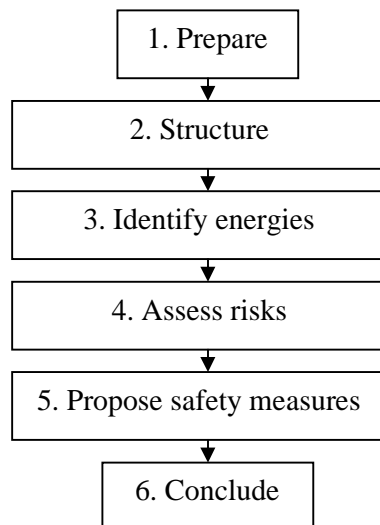 1. Prepare
2. Structure
3. Identify energies
4. Assess risks
5. Propose safety measures
6. Conclude